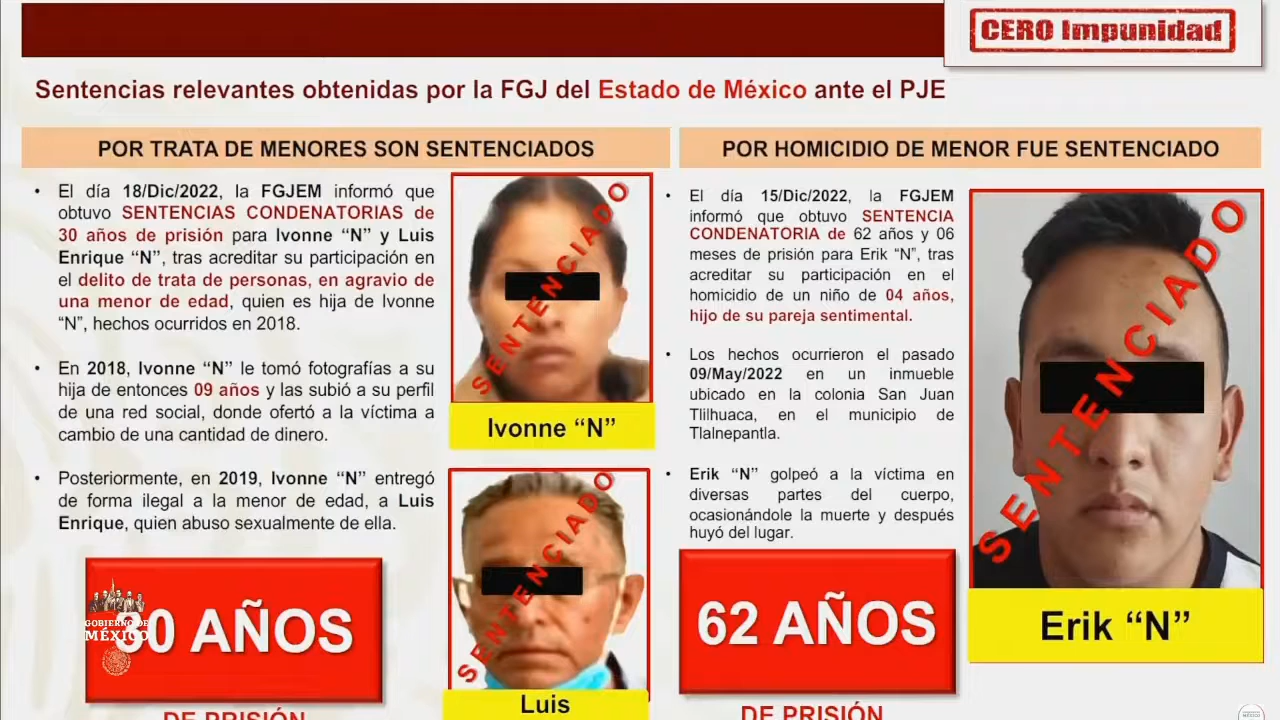 CERO Impunidad
Sentencias relevantes obtenidas por la FGJ del Estado de México ante el PJE
POR TRATA DE MENORES SON SENTENCIADOS
• El día 18/Dic/2022, la FGJEM informó que
obtuvo SENTENCIAS CONDENATORIAS de
30 años de prisión para Ivonne “N” y Luis
Enrique “N”, tras acreditar su participación en
el delito de trata de personas, en agravio de
una menor de edad, quien es hija de Ivonne
“N”, hechos ocurridos en 2018.
• En 2018, Ivonne “N” le tomó fotografías a su
hija de entonces 09 años y las subió a su perfil
de una red social, donde ofertó a la víctima a
cambio de una cantidad de dinero.
• Posteriormente, en 2019, Ivonne “N” entregó
de forma ilegal a la menor de edad, a Luis
Enrique, quien abusó sexualmente de ella.
SENTENCIADO
Ivonne “N”
SENTENCIADO
Luis
30 AÑOS
DE PRISIÓN
GOBIERNO DE
MÉXICO
POR HOMICIDIO DE MENOR FUE SENTENCIADO
• El día 15/Dic/2022, la FGJEM
informó que obtuvo SENTENCIA
CONDENATORIA de 62 años y 06
meses de prisión para Erik “N”, tras
acreditar su participación en el
homicidio de un niño de 04 años,
hijo de su pareja sentimental.
• Los hechos ocurrieron el pasado
09/May/2022 en un inmueble
ubicado en la colonia San Juan
Tlilhuaca, en el municipio de
Tlalnepantla.
• Erik “N” golpeó a la víctima en
diversas partes del cuerpo,
ocasionándole la muerte y después
huyó del lugar.
SENTENCIADO
Erik “N”
62 AÑOS
DE PRISIÓN